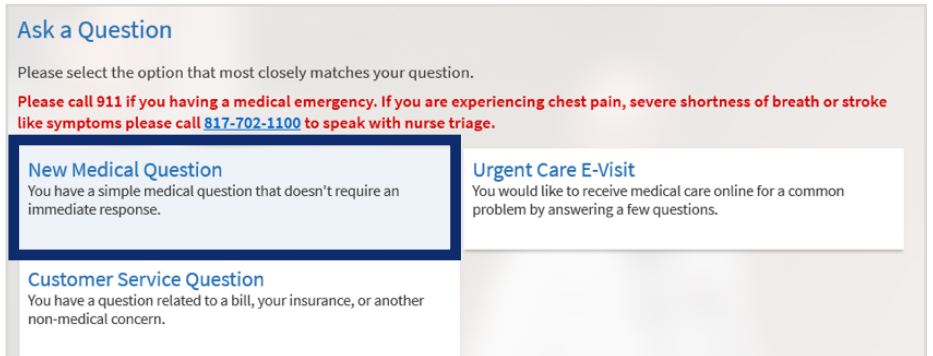 Ask a Question
Please select the option that most closely matches your question.
Please call 911 if you having a medical emergency. If you are experiencing chest pain, severe shortness of breath or stroke
like symptoms please call 817-702-1100 to speak with nurse triage.
New Medical Question
You have a simple medical question that doesn't require an
immediate response.
Urgent Care E-Visit
You would like to receive medical care online for a common
problem by answering a few questions.
Customer Service Question
You have a question related to a bill, your insurance, or another
non-medical concern.